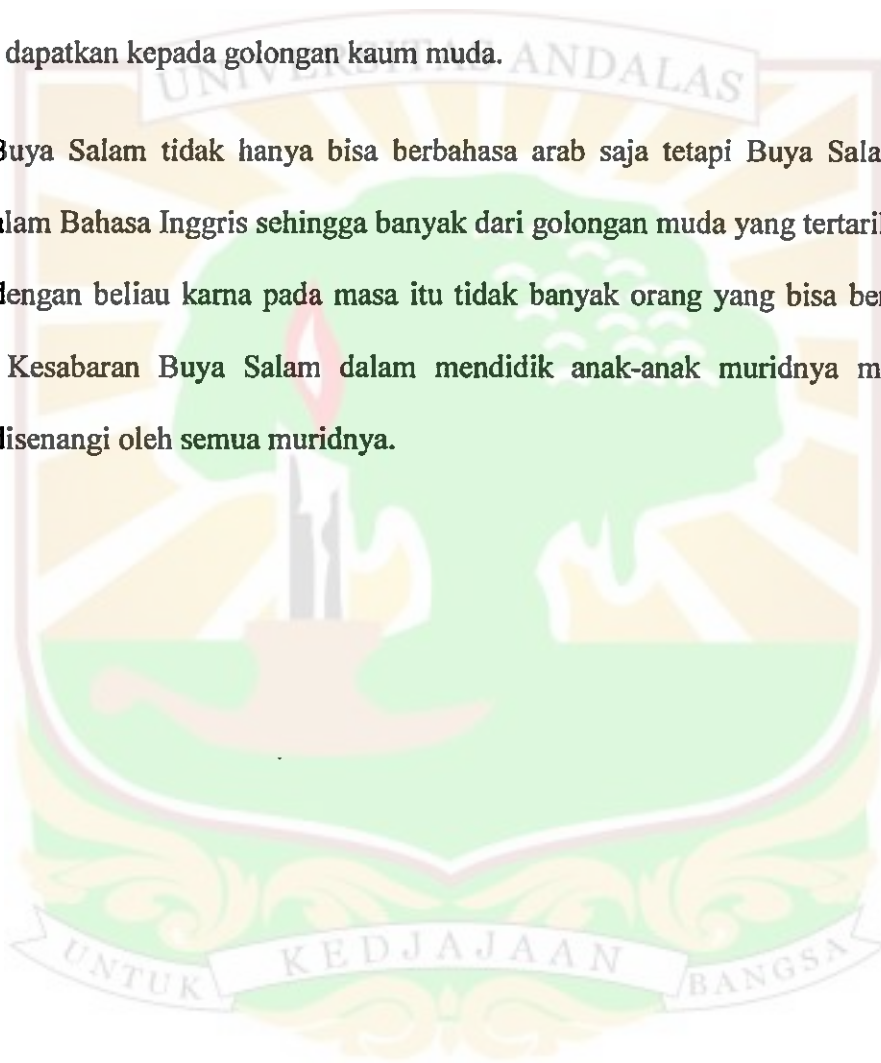 UNIVERSITAS ANDALAS
dapatkan kepada golongan kaum muda.
Buya Salam tidak hanya bisa berbahasa arab saja tetapi Buya Sala
alam Bahasa Inggris sehingga banyak dari golongan muda yang tertari
dengan beliau karna pada masa itu tidak banyak orang yang bisa be
Kesabaran Buya Salam dalam mendidik anak-anak muridnya m
disenangi oleh semua muridnya.
UNTUK KEDJAJAAN BANGSA